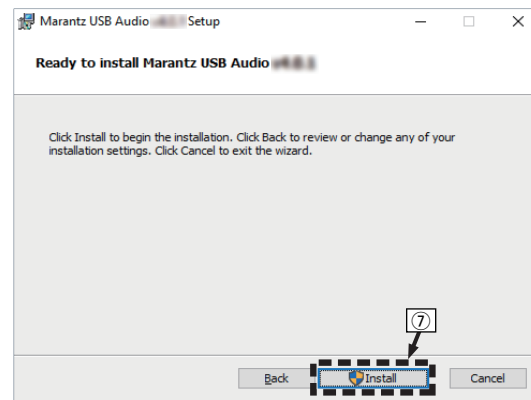 Marantz USB Audio Setup
Ready to install Marantz USB Audio
Click Install to begin the installation. Click Back to review or change any of your
installation settings. Click Cancel to exit the wizard.
⑦
Back Install Cancel